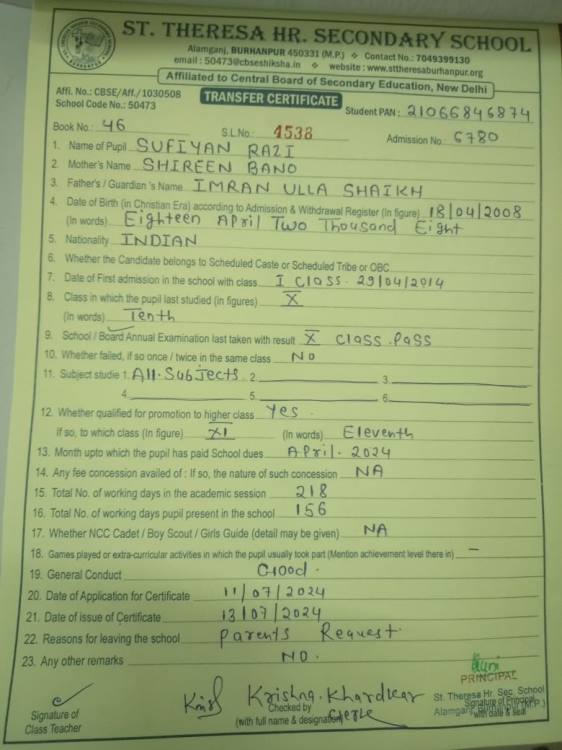 ST. THERESA HR. SECONDARY SCHOOL
Alamganj, BURHANPUR 450331 (M.P.) ❖ Contact No.: 7049399130
email : 50473@cbseshiksha.in ❖ website : www.sttheresaburhanpur.org
Affiliated to Central Board of Secondary Education, New Delhi
Affi. No.: CBSE/Aff./1030508
School Code No.: 50473
TRANSFER CERTIFICATE
Student PAN : 21066846874
Book No.: 46 S.L.No.: 4538 Admission No.: 6780
1. Name of Pupil SUFIYAN RAZI
2. Mother's Name SHIREEN BANO
3. Father's / Guardian 's Name IMRAN ULLA SHAIKH
4. Date of Birth (in Christian Era) according to Admission & Withdrawal Register (In figure) 18/04/2008
(In words) Eighteen April Two Thousand Eight
5. Nationality INDIAN
6. Whether the Candidate belongs to Scheduled Caste or Scheduled Tribe or OBC
7. Date of First admission in the school with class I Class. 29/04/2014
8. Class in which the pupil last studied (in figures) X
(In words) Tenth
9. School / Board Annual Examination last taken with result X Class. Pass
10. Whether failed, if so once / twice in the same class NO
11. Subject studie 1. All. Subjects 2. 3.
4. 5. 6.
12. Whether qualified for promotion to higher class Yes.
If so, to which class (In figure) XI (In words) Eleventh
13. Month upto which the pupil has paid School dues April. 2024
14. Any fee concession availed of : If so, the nature of such concession NA
15. Total No. of working days in the academic session 218
16. Total No. of working days pupil present in the school 156
17. Whether NCC Cadet / Boy Scout / Girls Guide (detail may be given) NA
18. Games played or extra-curricular activities in which the pupil usually took part (Mention achievement level there in) –
19. General Conduct Good.
20. Date of Application for Certificate 11/07/2024
21. Date of issue of Certificate 13/07/2024
22. Reasons for leaving the school Parents Request.
23. Any other remarks NO.
PRINCIPAL
St. Theresa Hr. Sec. School
Signature of Principal
Alamganj, Burhanpur (M.P.)
with date & Seal
Krishna. Khardkar
Checked by
(with full name & designation) Clerk
Signature of
Class Teacher